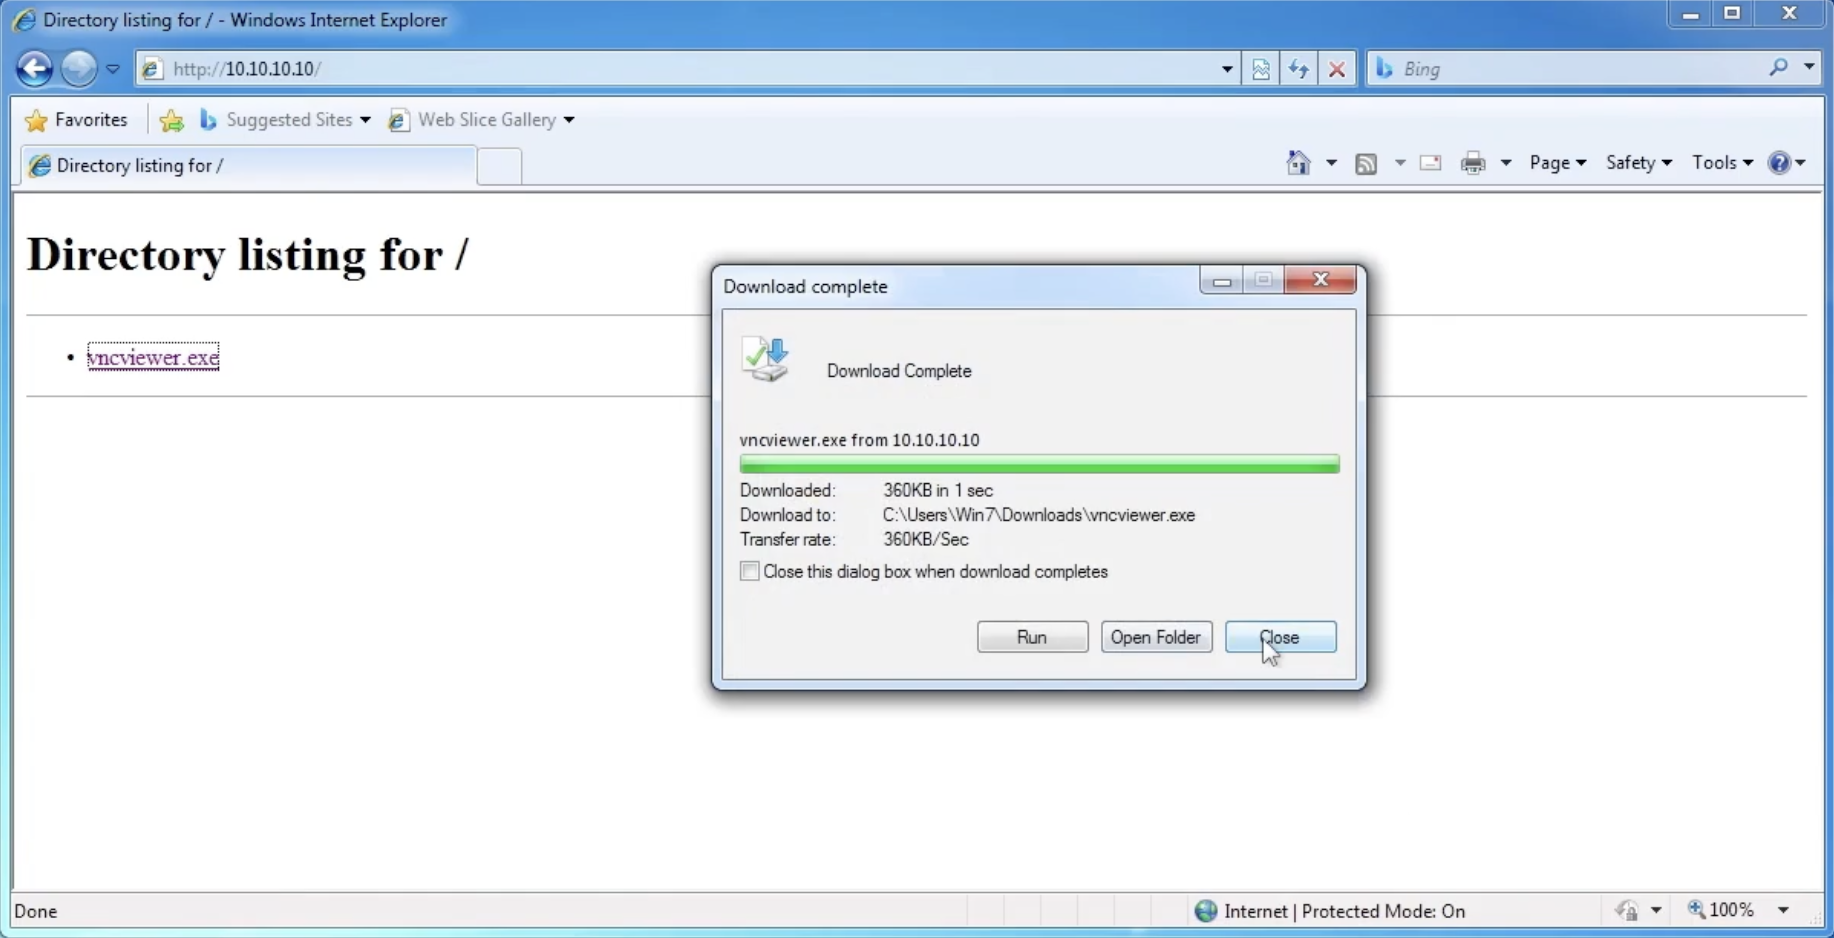 Directory listing for / - Windows Internet Explorer
http://10.10.10.10/
Bing
Favorites Suggested Sites Web Slice Gallery
Directory listing for /
Page Safety Tools
Directory listing for /
vncviewer.exe
Download complete
Download Complete
vncviewer.exe from 10.10.10.10
Downloaded: 360KB in 1 sec
Download to: C:\Users\Win7\Downloads\vncviewer.exe
Transfer rate: 360KB/Sec
Close this dialog box when download completes
Run Open Folder Close
Done Internet | Protected Mode: On 100%